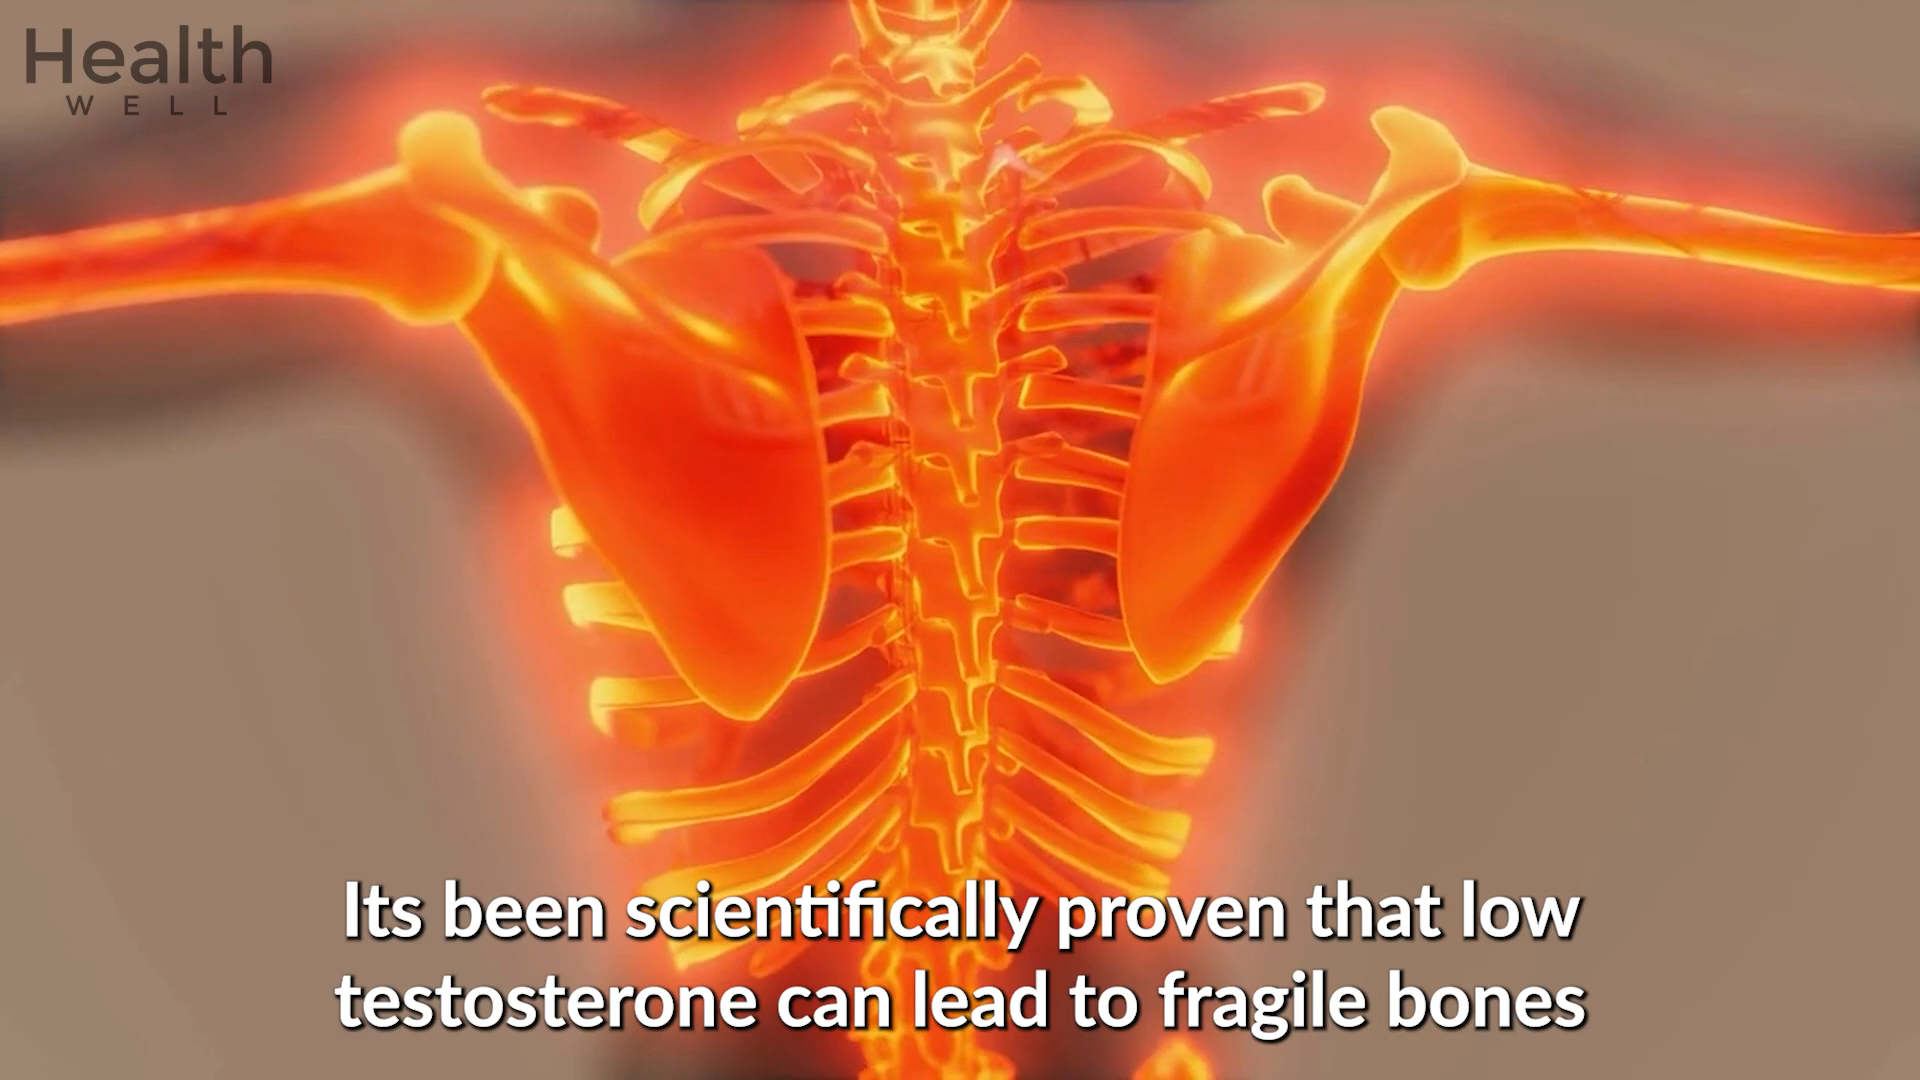 Health
WELL
Its been scientifically proven that low
testosterone can lead to fragile bones